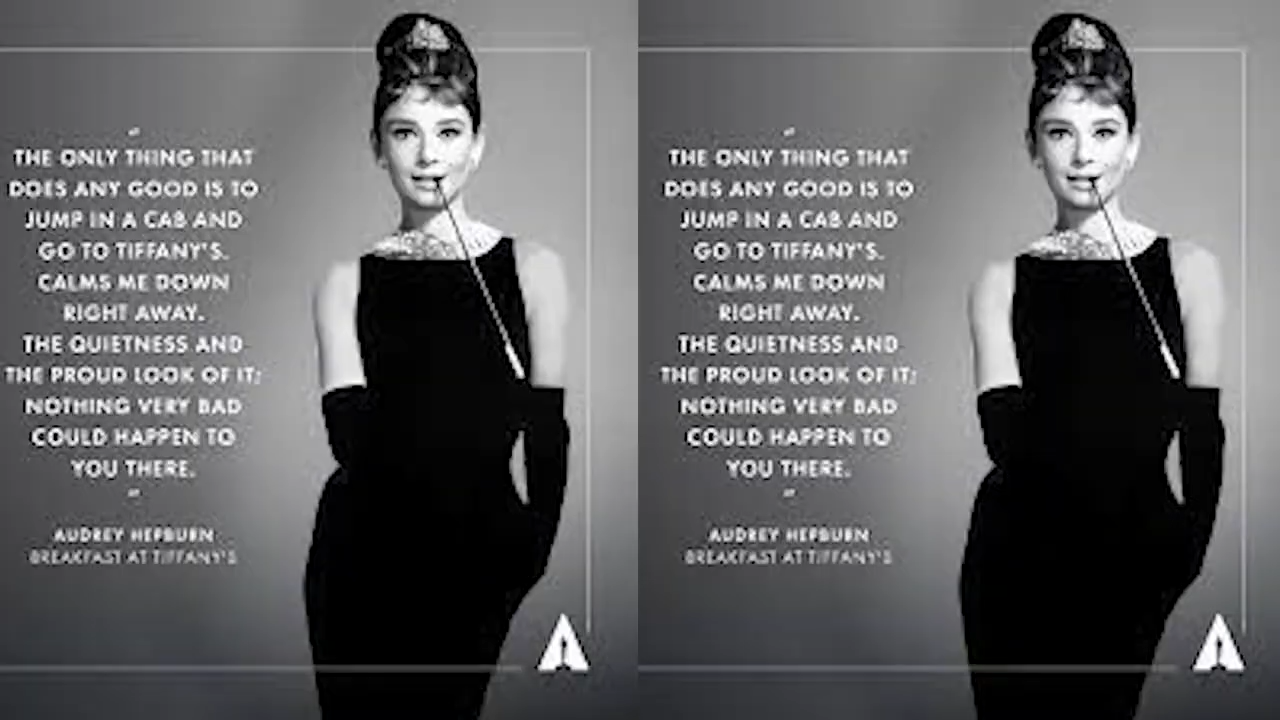 "
THE ONLY THING THAT
DOES ANY GOOD IS TO
JUMP IN A CAB AND
GO TO TIFFANY'S.
CALMS ME DOWN
RIGHT AWAY.
THE QUIETNESS AND
THE PROUD LOOK OF IT;
NOTHING VERY BAD
COULD HAPPEN TO
YOU THERE.
"
AUDREY HEPBURN
BREAKFAST AT TIFFANY'S
"
THE ONLY THING THAT
DOES ANY GOOD IS TO
JUMP IN A CAB AND
GO TO TIFFANY'S.
CALMS ME DOWN
RIGHT AWAY.
THE QUIETNESS AND
THE PROUD LOOK OF IT;
NOTHING VERY BAD
COULD HAPPEN TO
YOU THERE.
"
AUDREY HEPBURN
BREAKFAST AT TIFFANY'S